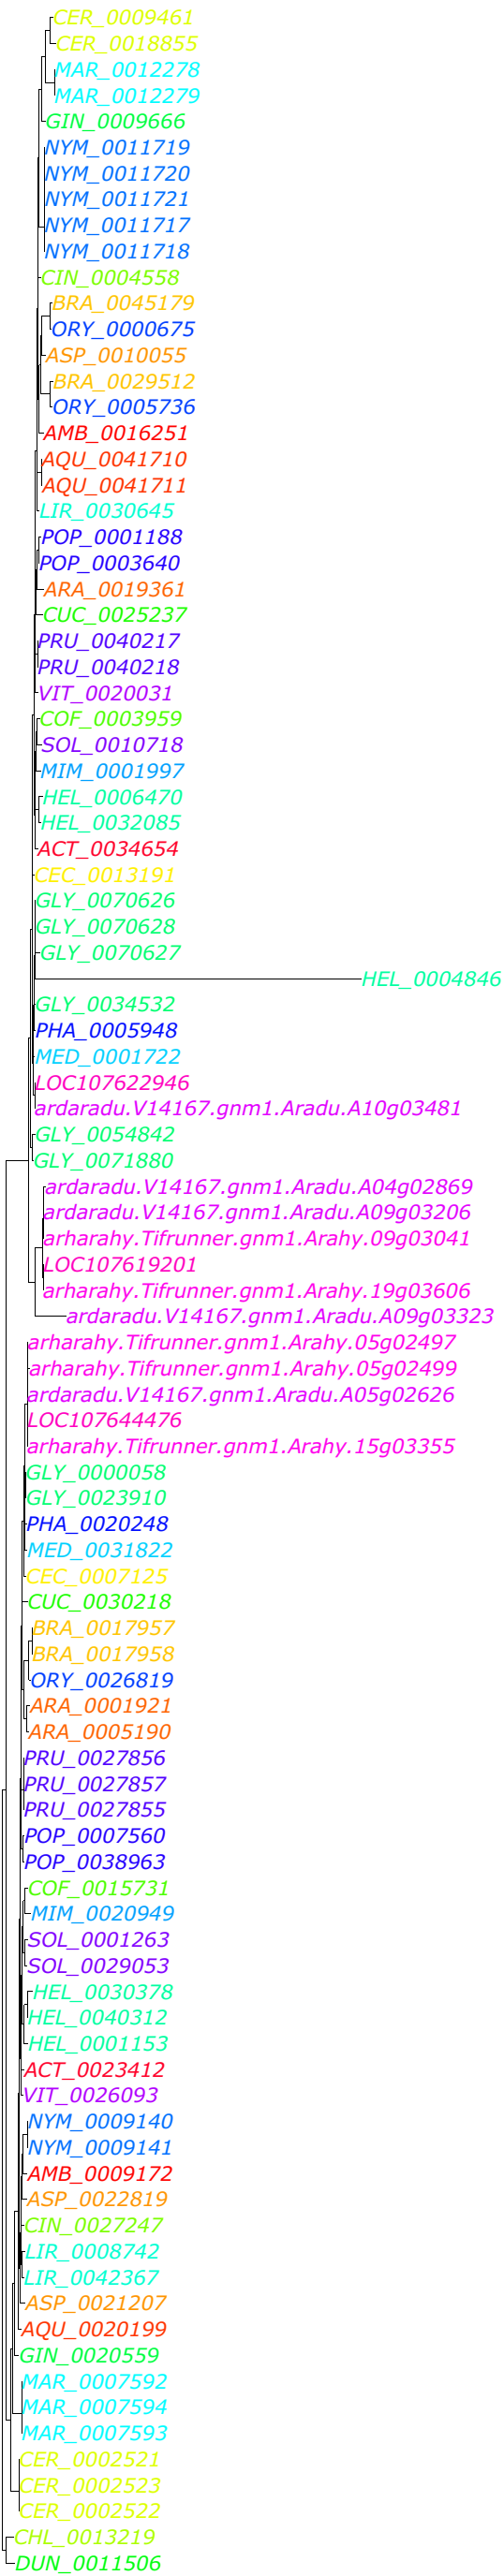 CER_0009461
CER_0018855
MAR_0012278
MAR_0012279
GIN_0009666
NYM_0011719
NYM_0011720
NYM_0011721
NYM_0011717
NYM_0011718
CIN_0004558
BRA_0045179
ORY_0000675
ASP_0010055
BRA_0029512
ORY_0005736
AMB_0016251
AQU_0041710
AQU_0041711
LIR_0030645
POP_0001188
POP_0003640
ARA_0019361
CUC_0025237
PRU_0040217
PRU_0040218
VIT_0020031
COF_0003959
SOL_0010718
MIM_0001997
HEL_0006470
HEL_0032085
ACT_0034654
CEC_0013191
GLY_0070626
GLY_0070628
GLY_0070627
HEL_0004846
GLY_0034532
PHA_0005948
MED_0001722
LOC107622946
ardaradu.V14167.gnm1.Aradu.A10g03481
GLY_0054842
GLY_0071880
ardaradu.V14167.gnm1.Aradu.A04g02869
ardaradu.V14167.gnm1.Aradu.A09g03206
arharahy.Tifrunner.gnm1.Arahy.09g03041
LOC107619201
arharahy.Tifrunner.gnm1.Arahy.19g03606
ardaradu.V14167.gnm1.Aradu.A09g03323
arharahy.Tifrunner.gnm1.Arahy.05g02497
arharahy.Tifrunner.gnm1.Arahy.05g02499
ardaradu.V14167.gnm1.Aradu.A05g02626
LOC107644476
arharahy.Tifrunner.gnm1.Arahy.15g03355
GLY_0000058
GLY_0023910
PHA_0020248
MED_0031822
CEC_0007125
CUC_0030218
BRA_0017957
BRA_0017958
ORY_0026819
ARA_0001921
ARA_0005190
PRU_0027856
PRU_0027857
PRU_0027855
POP_0007560
POP_0038963
COF_0015731
MIM_0020949
SOL_0001263
SOL_0029053
HEL_0030378
HEL_0040312
HEL_0001153
ACT_0023412
VIT_0026093
NYM_0009140
NYM_0009141
AMB_0009172
ASP_0022819
CIN_0027247
LIR_0008742
LIR_0042367
ASP_0021207
AQU_0020199
GIN_0020559
MAR_0007592
MAR_0007594
MAR_0007593
CER_0002521
CER_0002523
CER_0002522
CHL_0013219
DUN_0011506